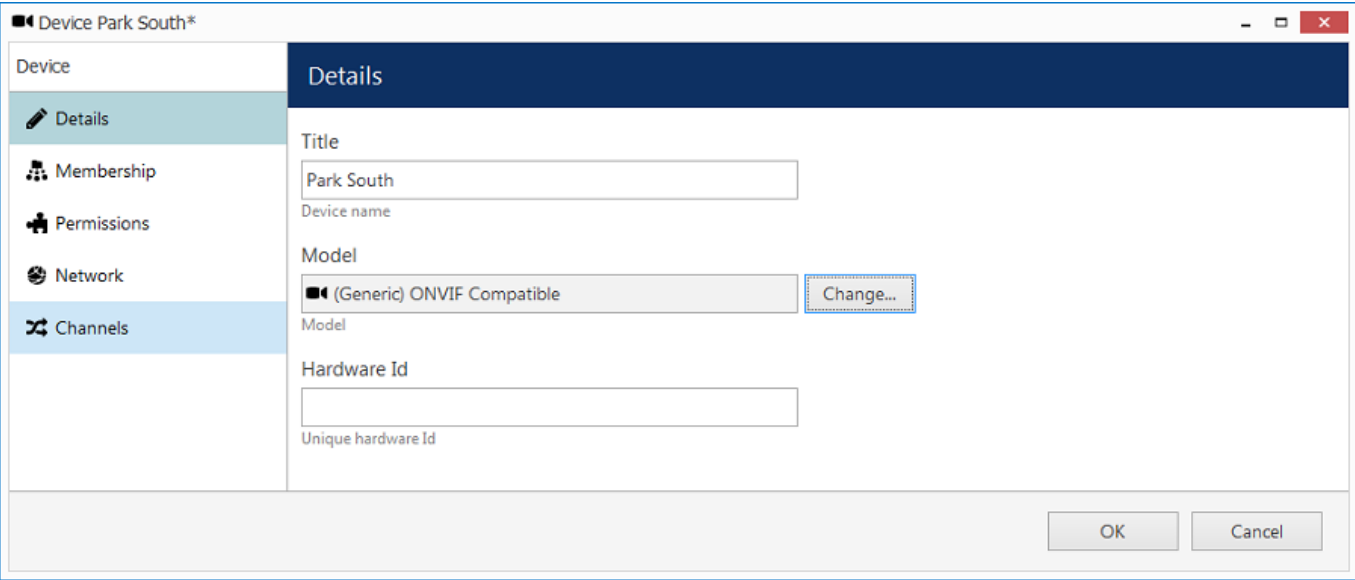 Device Park South*
Device
Details
Membership
Permissions
Network
Channels
Details
Title
Park South
Device name
Model
(Generic) ONVIF Compatible
Change...
Model
Hardware Id
Unique hardware Id
OK
Cancel